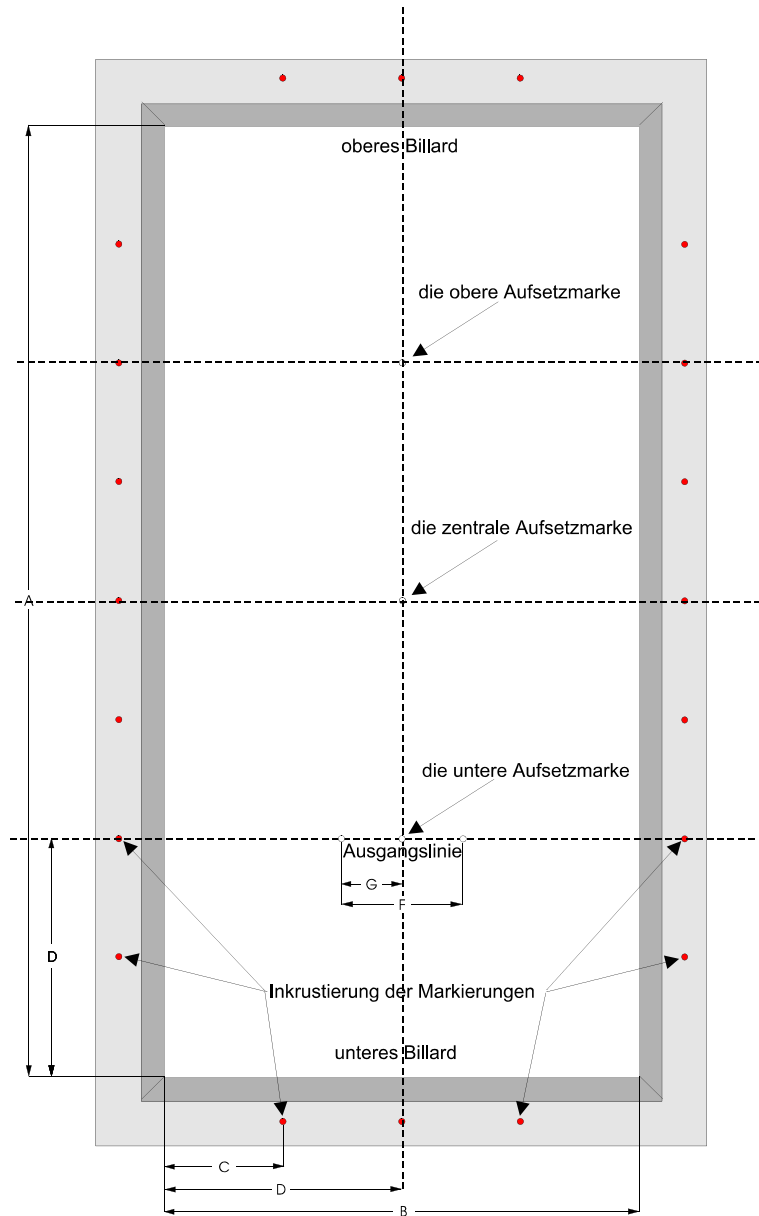 oberes Billard
die obere Aufsetzmarke
die zentrale Aufsetzmarke
A
die untere Aufsetzmarke
Ausgangslinie
G
F
D
Inkrustierung der Markierungen
unteres Billard
C
D
B